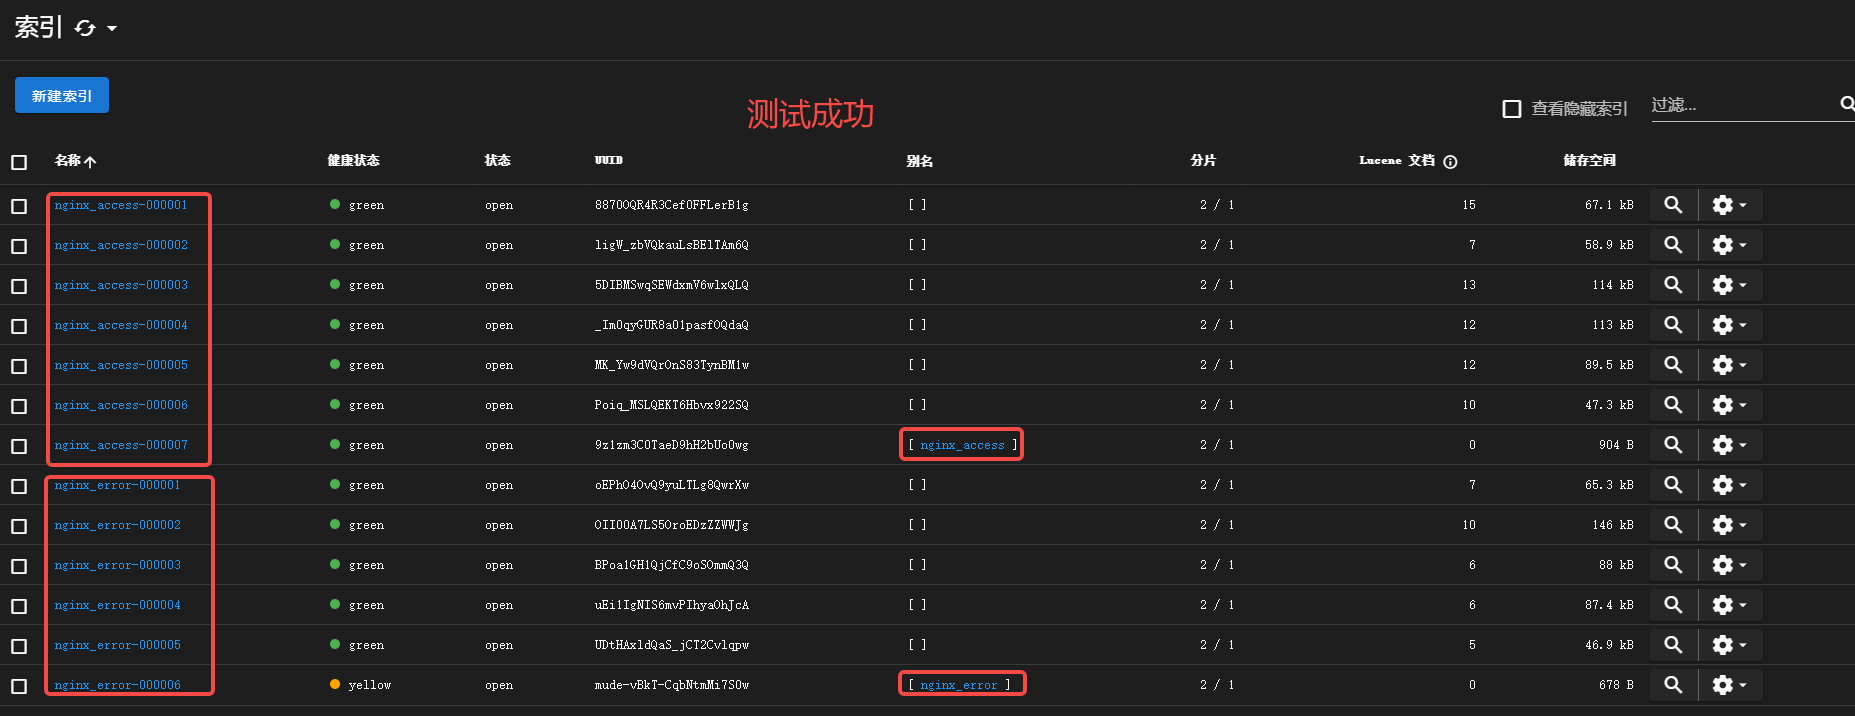 索引
新建索引
测试成功
查看隐藏索引 过滤...
名称 健康状态 状态 UUID 别名 分片 Lucene 文档 储存空间
nginx_access-000001 green open 887OOQR4R3CefOFFLerB1g [ ] 2 / 1 15 67.1 kB
nginx_access-000002 green open ligW_zbVQkauLsBElTAm6Q [ ] 2 / 1 7 58.9 kB
nginx_access-000003 green open 5DIBMSwqSEWdxmV6wlxQLQ [ ] 2 / 1 13 114 kB
nginx_access-000004 green open _ImOqyGUR8aO1pasfOQdaQ [ ] 2 / 1 12 113 kB
nginx_access-000005 green open MK_Yw9dVQrOnS83TynBM1w [ ] 2 / 1 12 89.5 kB
nginx_access-000006 green open Poiq_MSLQEKT6Hbvx922SQ [ ] 2 / 1 10 47.3 kB
nginx_access-000007 green open 9z1zm3COTaeD9hH2bUoOwg [ nginx_access ] 2 / 1 0 904 B
nginx_error-000001 green open oEPhO4OvQ9yuLTLg8QwrXw [ ] 2 / 1 7 65.3 kB
nginx_error-000002 green open OIIOOA7LS5OroEDzZZWWJg [ ] 2 / 1 10 146 kB
nginx_error-000003 green open BPoa1GH1QjCfC9oSOmmQ3Q [ ] 2 / 1 6 88 kB
nginx_error-000004 green open uEi1IgNIS6mvPIhyaOhJcA [ ] 2 / 1 6 87.4 kB
nginx_error-000005 green open UDtHAxldQaS_jCT2Cvlqpw [ ] 2 / 1 5 46.9 kB
nginx_error-000006 yellow open mude-vBkT-CqbNtmMi7SOw [ nginx_error ] 2 / 1 0 678 B